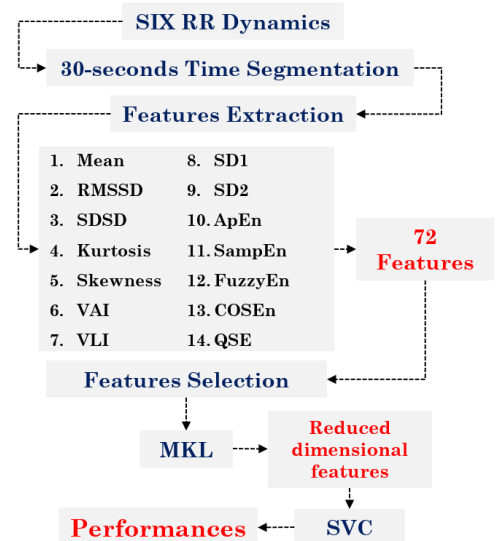 SIX RR Dynamics
30-seconds Time Segmentation
Features Extraction
1. Mean
2. RMSSD
3. SDSD
4. Kurtosis
5. Skewness
6. VAI
7. VLI
8. SD1
9. SD2
10. ApEn
11. SampEn
12. FuzzyEn
13. COSEn
14. QSE
72
Features
Features Selection
MKL
Reduced
dimensional
features
SVC
Performances